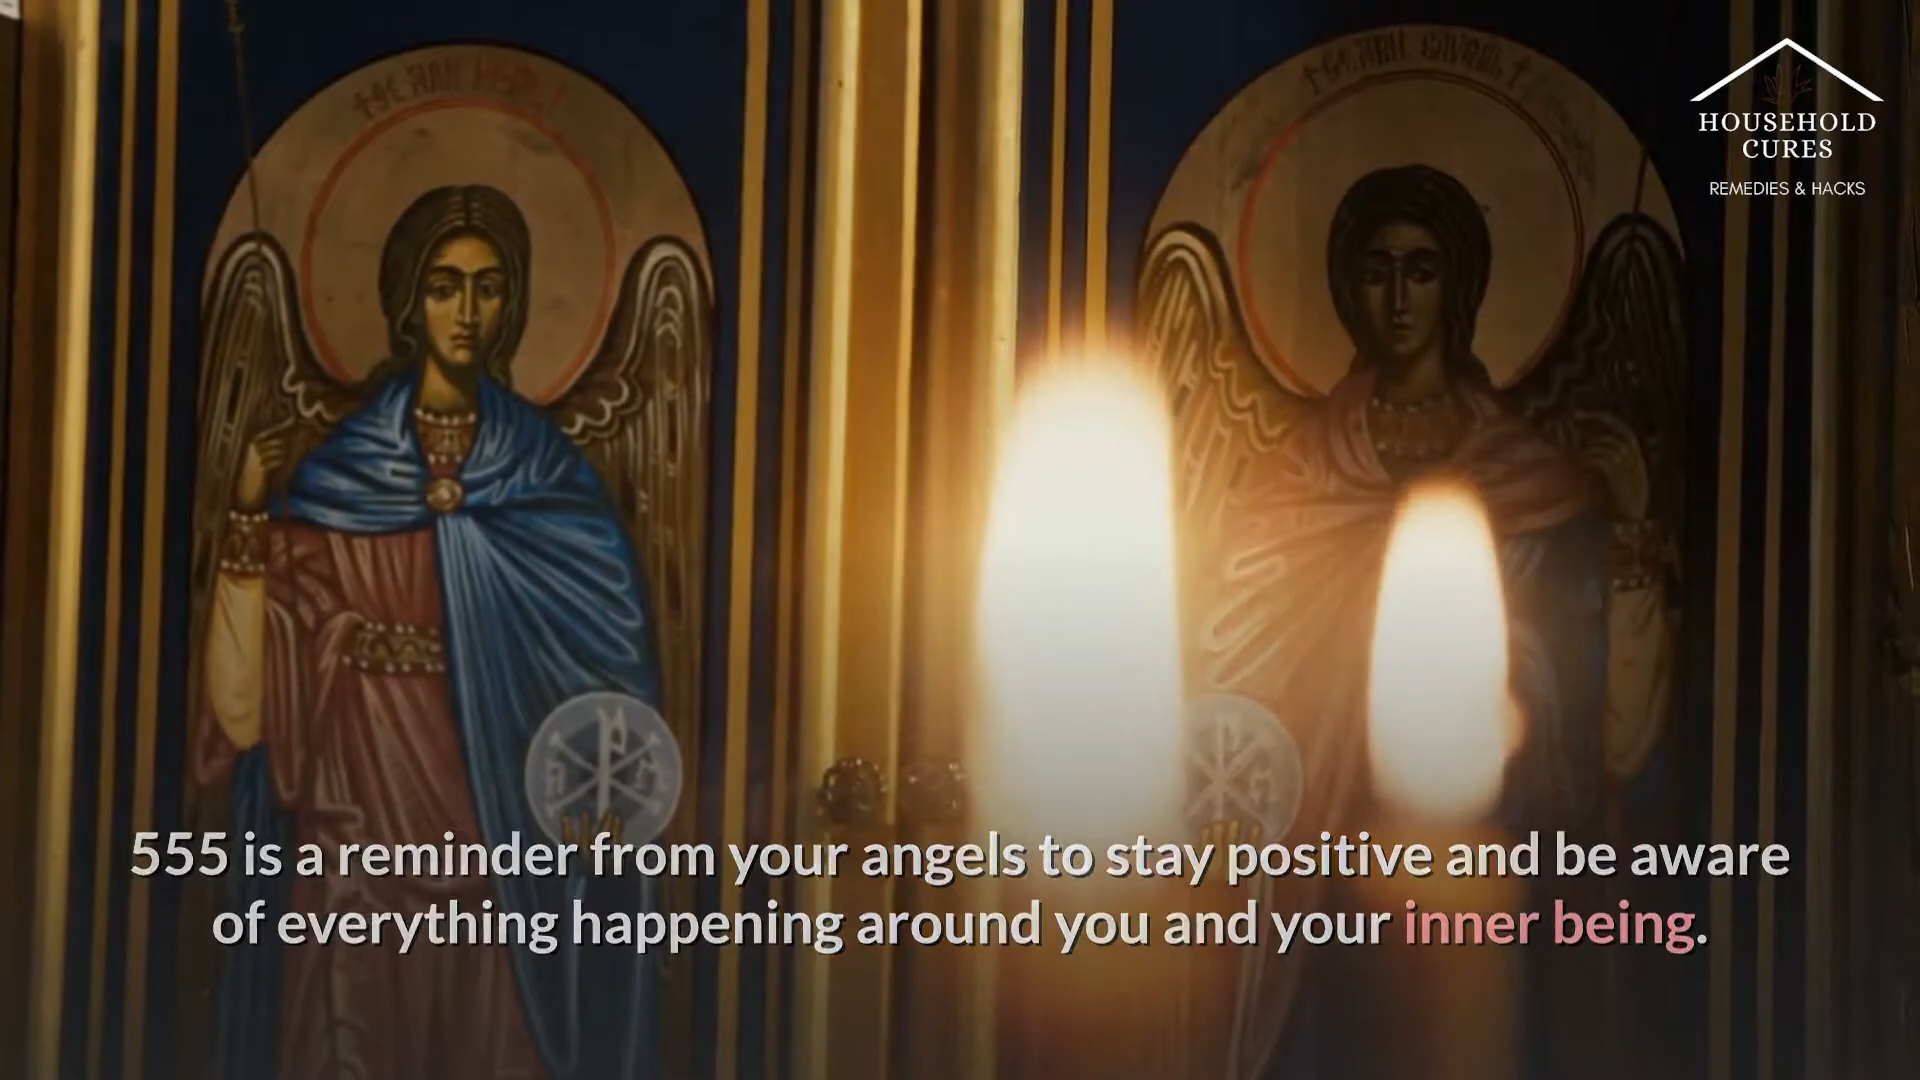 HOUSEHOLD
CURES
REMEDIES & HACKS
555 is a reminder from your angels to stay positive and be aware
of everything happening around you and your inner being.